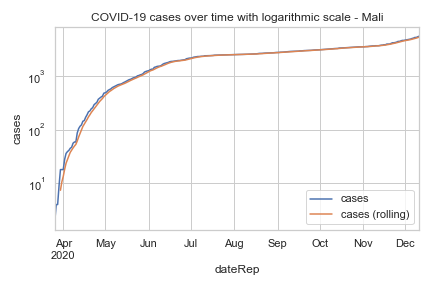 COVID-19 cases over time with logarithmic scale - Mali
cases
10³
10²
10¹
Apr
2020
May
Jun
Jul
Aug
Sep
Oct
Nov
Dec
dateRep
cases
cases (rolling)